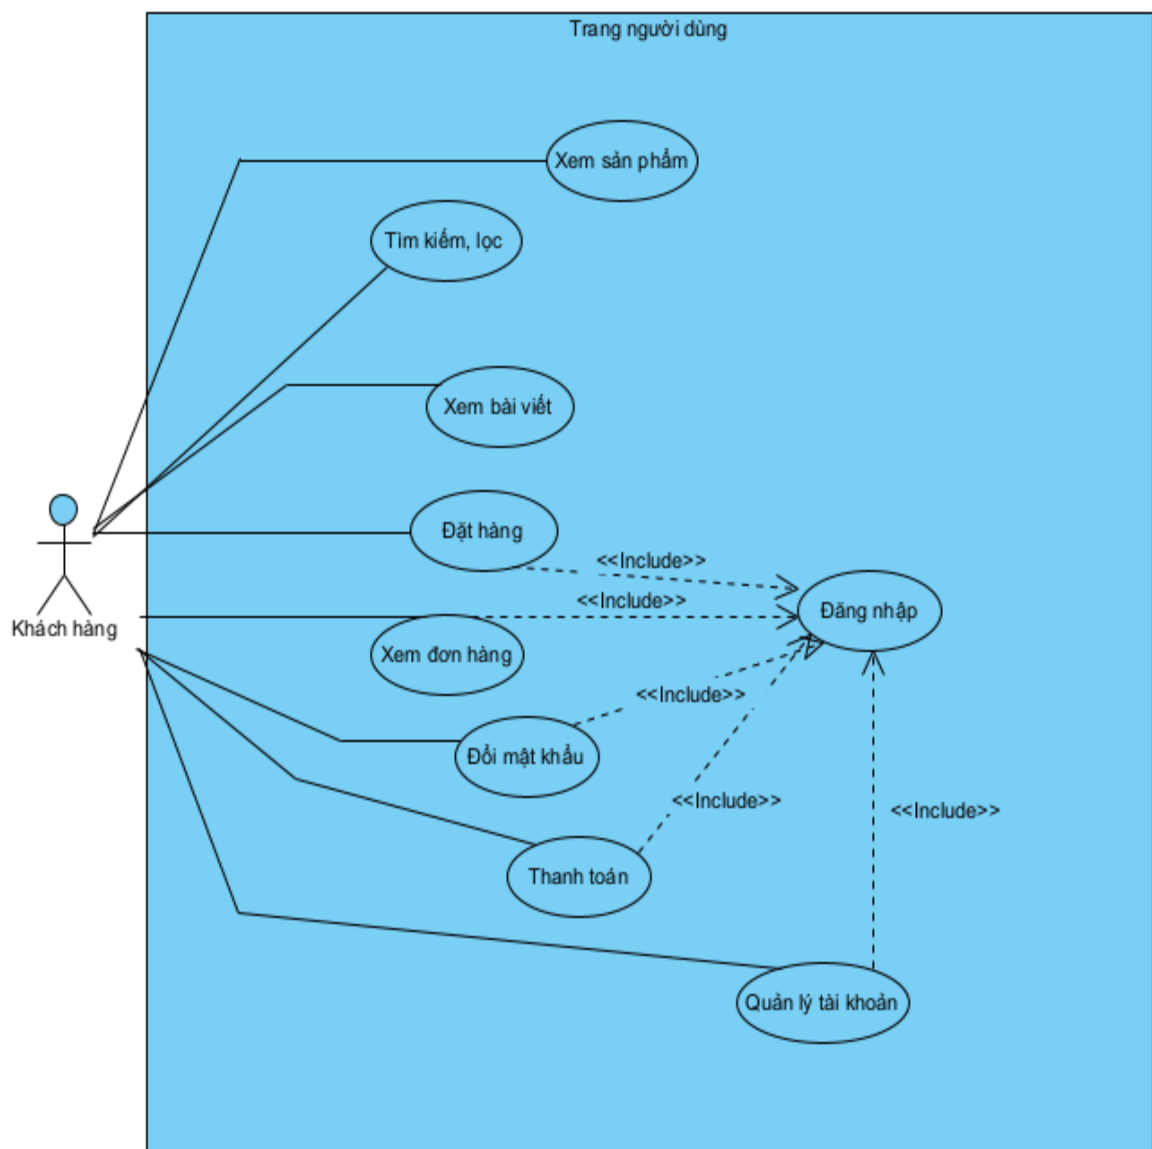 Trang người dùng
Xem sản phẩm
Tìm kiếm, lọc
Xem bài viết
Đặt hàng
<<Include>>
<<Include>>
Đăng nhập
Khách hàng
Xem đơn hàng
<<Include>>
Đổi mật khẩu
<<Include>>
<<Include>>
Thanh toán
Quản lý tài khoản